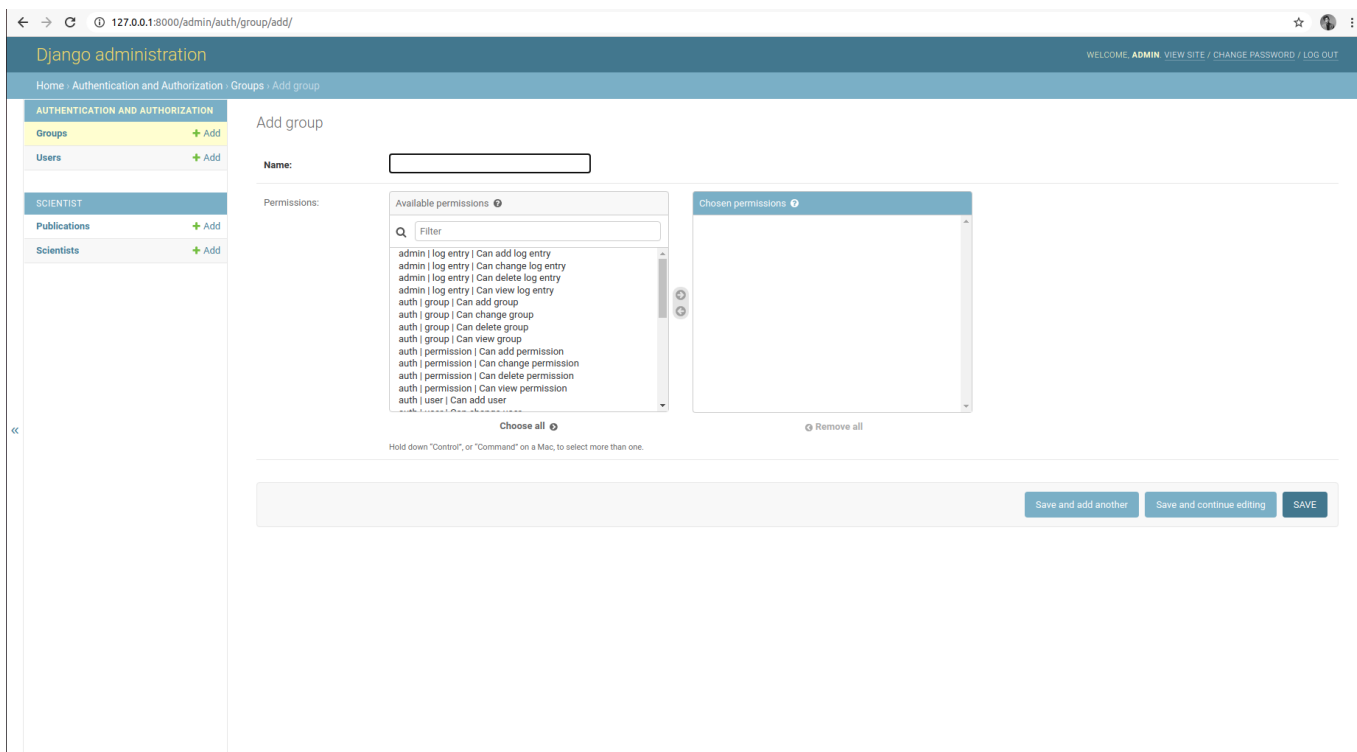 127.0.0.1:8000/admin/auth/group/add/
Django administration
WELCOME, ADMIN. VIEW SITE / CHANGE PASSWORD / LOG OUT
Home › Authentication and Authorization › Groups › Add group
AUTHENTICATION AND AUTHORIZATION
Groups + Add
Users + Add
SCIENTIST
Publications + Add
Scientists + Add
Add group
Name:
Permissions:
Available permissions ?
Filter
admin | log entry | Can add log entry
admin | log entry | Can change log entry
admin | log entry | Can delete log entry
admin | log entry | Can view log entry
auth | group | Can add group
auth | group | Can change group
auth | group | Can delete group
auth | group | Can view group
auth | permission | Can add permission
auth | permission | Can change permission
auth | permission | Can delete permission
auth | permission | Can view permission
auth | user | Can add user
auth | user | Can change user
Choose all
Hold down "Control", or "Command" on a Mac, to select more than one.
Chosen permissions ?
Remove all
Save and add another
Save and continue editing
SAVE
«